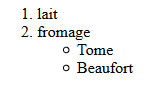 1. lait
2. fromage
o Tome
o Beaufort